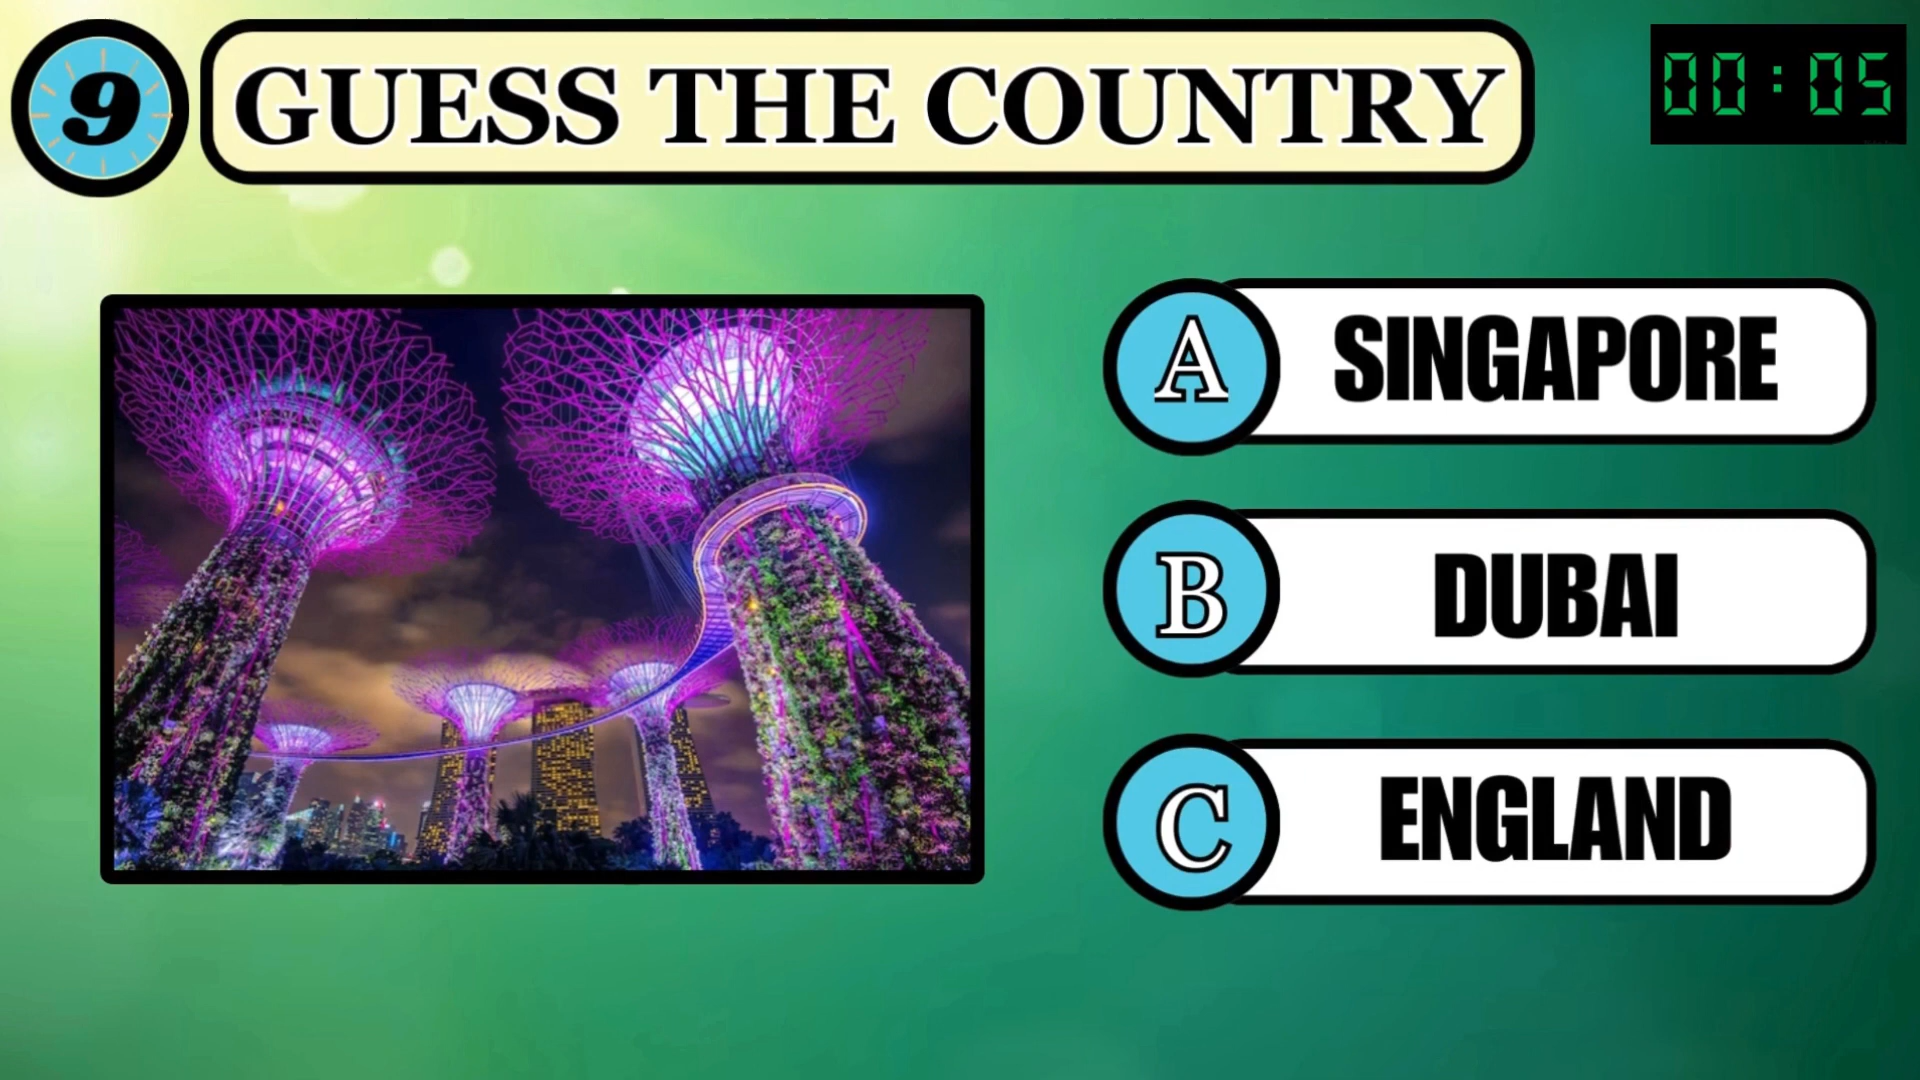 9
GUESS THE COUNTRY
00:05
A
SINGAPORE
B
DUBAI
C
ENGLAND